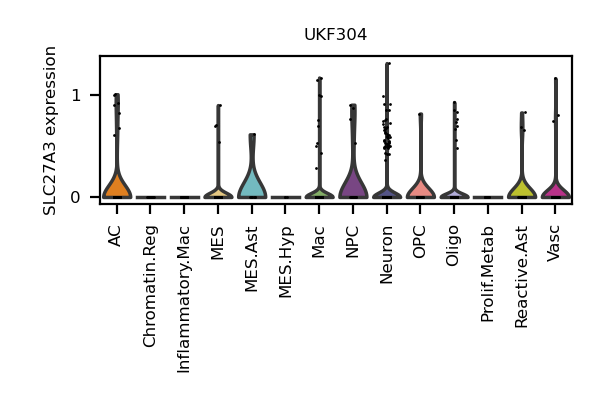 UKF304
SLC27A3 expression
1
0
AC
Chromatin.Reg
Inflammatory.Mac
MES
MES.Ast
MES.Hyp
Mac
NPC
Neuron
OPC
Oligo
Prolif.Metab
Reactive.Ast
Vasc